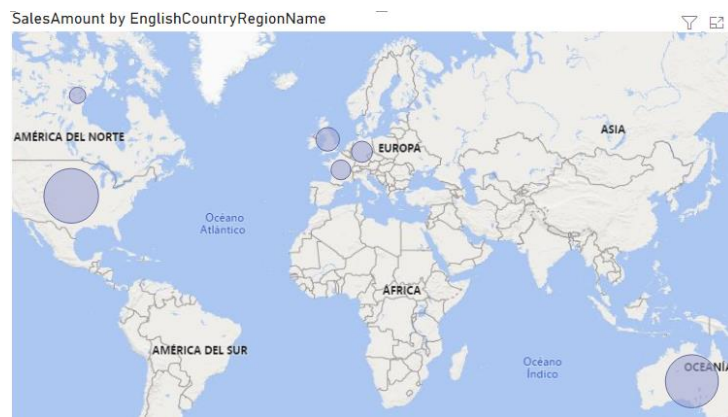 SalesAmount by EnglishCountryRegionName
ASIA
AMÉRICA DEL NORTE
EUROPA
Océano
Atlántico
ÁFRICA
AMÉRICA DEL SUR
Océano
Índico
OCEANÍA